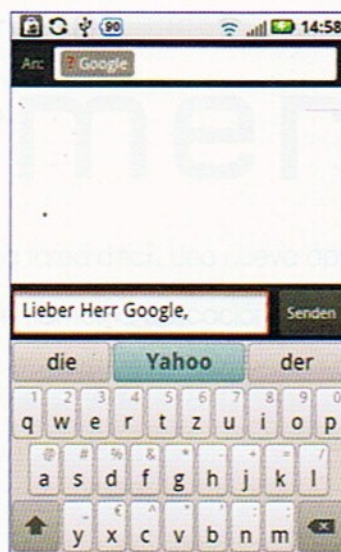 90 14:58
An: ? Google
Lieber Herr Google, Senden
die Yahoo der
1 2 3 4 5 6 7 8 9 0
q w e r t z u i o p
@ # % & * - + = /
a s d f g h j k l
_ € ^ " ' : ;
y x c v b n m